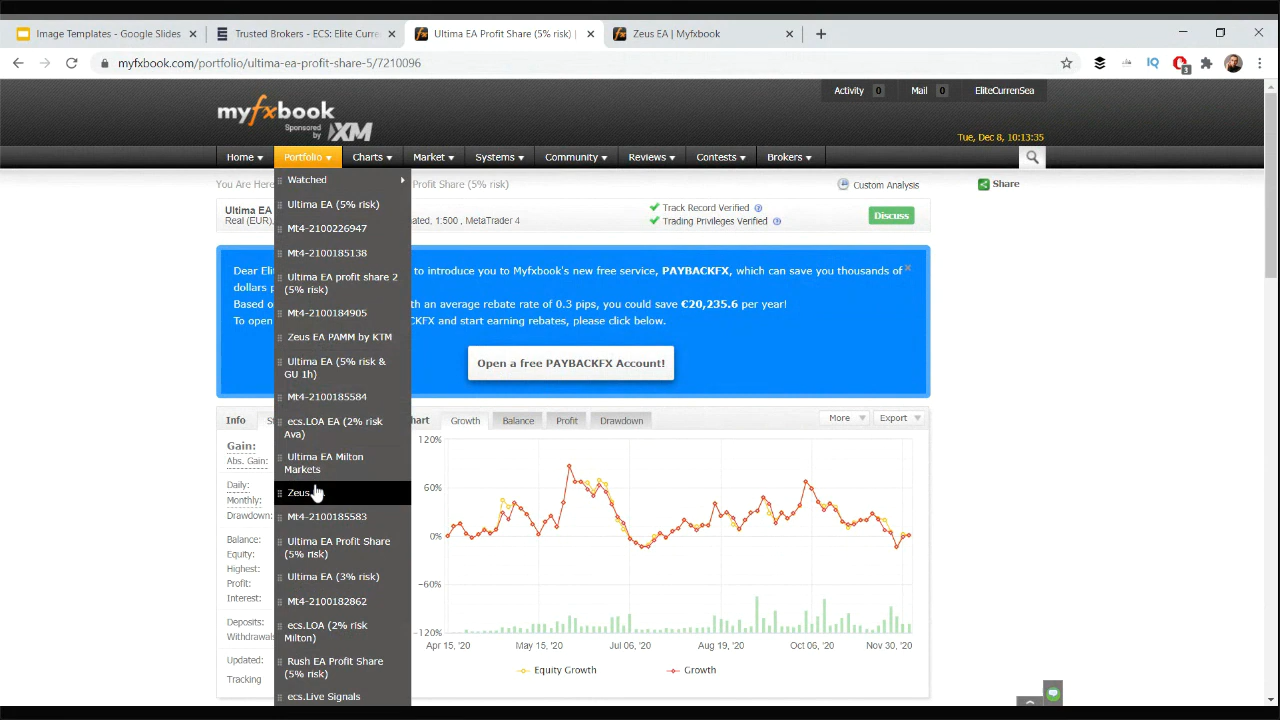 Image Templates - Google Slides
Trusted Brokers - ECS: Elite Curre
Ultima EA Profit Share (5% risk) |
Zeus EA | Myfxbook
myfxbook.com/portfolio/ultima-ea-profit-share-5/7210096
3
Activity 0
Mail 0
EliteCurrenSea
myfxbook
Sponsored by XM
Tue, Dec 8, 10:13:35
Home
Portfolio
Charts
Market
Systems
Community
Reviews
Contests
Brokers
You Are Here
Profit Share (5% risk)
Custom Analysis
Share
Ultima EA
Real (EUR),
ated, 1:500 , MetaTrader 4
Track Record Verified
Trading Privileges Verified
Discuss
Dear Eli
to introduce you to Myfxbook's new free service, PAYBACKFX, which can save you thousands of
dollars p
Based o
th an average rebate rate of 0.3 pips, you could save €20,235.6 per year!
To open
CKFX and start earning rebates, please click below.
Open a free PAYBACKFX Account!
Watched
Ultima EA (5% risk)
Mt4-2100226947
Mt4-2100185138
Ultima EA profit share 2
(5% risk)
Mt4-2100184905
Zeus EA PAMM by KTM
Ultima EA (5% risk &
GU 1h)
Mt4-2100185584
ecs.LOA EA (2% risk
Ava)
Ultima EA Milton
Markets
Zeus
Mt4-2100185583
Ultima EA Profit Share
(5% risk)
Ultima EA (3% risk)
Mt4-2100182862
ecs.LOA (2% risk
Milton)
Rush EA Profit Share
(5% risk)
ecs.Live Signals
Info
St
hart
Growth
Balance
Profit
Drawdown
More
Export
Gain:
Abs. Gain:
Daily:
Monthly:
Drawdown:
Balance:
Equity:
Highest:
Profit:
Interest:
Deposits:
Withdrawals
Updated:
Tracking
120%
60%
0%
-60%
-120%
Apr 15, '20
May 15, '20
Jul 06, '20
Aug 19, '20
Oct 06, '20
Nov 30, '20
Equity Growth
Growth